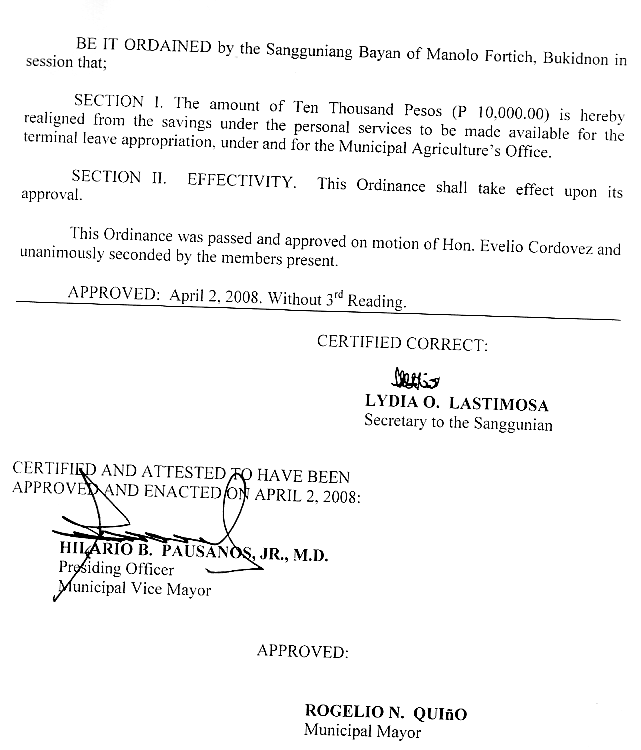 BE IT ORDAINED by the Sangguniang Bayan of Manolo Fortich, Bukidnon in
session that;
SECTION I. The amount of Ten Thousand Pesos (P 10,000.00) is hereby
realigned from the savings under the personal services to be made available for the
terminal leave appropriation, under and for the Municipal Agriculture's Office.
SECTION II. EFFECTIVITY. This Ordinance shall take effect upon its
approval.
This Ordinance was passed and approved on motion of Hon. Evelio Cordovez and
unanimously seconded by the members present.
APPROVED: April 2, 2008. Without 3rd Reading.
CERTIFIED CORRECT:
LYDIA O. LASTIMOSA
Secretary to the Sanggunian
CERTIFIED AND ATTESTED TO HAVE BEEN
APPROVED AND ENACTED ON APRIL 2, 2008:
HILARIO B. PAUSANOS, JR., M.D.
Presiding Officer
Municipal Vice Mayor
APPROVED:
ROGELIO N. QUIñO
Municipal Mayor